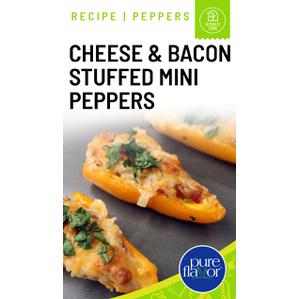 RECIPE | PEPPERS
CHEESE & BACON
STUFFED MINI
PEPPERS
pure
flavor